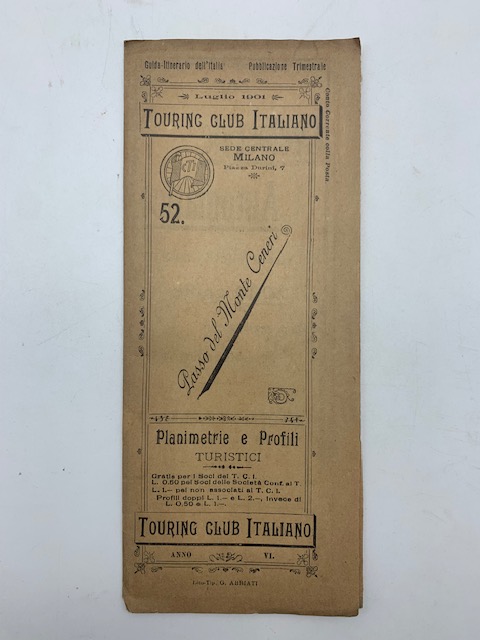 Guida-Itinerario dell'Italia Pubblicazione Trimestrale
Luglio 1901
TOURING CLUB ITALIANO
Conto Corrente colla Posta
SEDE CENTRALE
MILANO
Piazza Durini, 7
52.
Passo del Monte Ceneri
Planimetrie e Profili
TURISTICI
Gratis per i Soci del T. C. I.
L. 0,50 pei Soci delle Società Conf. al T.
L. 1.— pei non associati al T. C. I.
Profili doppi L. 1.— e L. 2.—, invece di
L. 0,50 e L. 1.—.
TOURING CLUB ITALIANO
ANNO VI.
G. ABBIATI